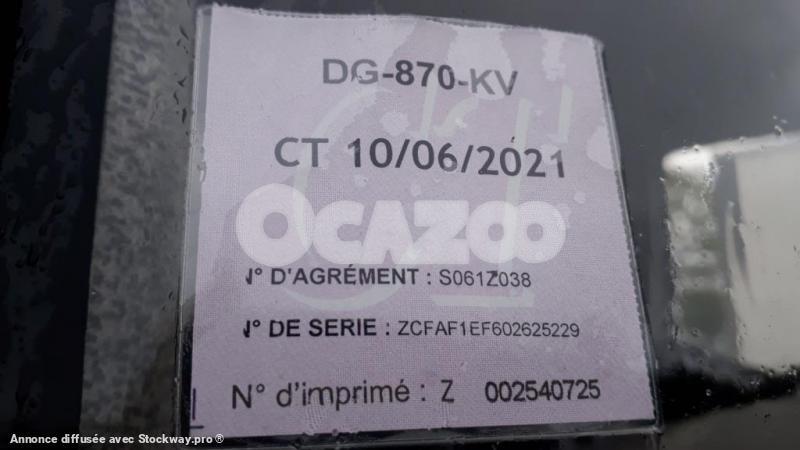 DG-870-KV
CT 10/06/2021
OCAZOO
N° D'AGRÉMENT : S061Z038
N° DE SERIE : ZCFAF1EF602625229
N° d'imprimé : Z 002540725
Annonce diffusée avec Stockway.pro ®